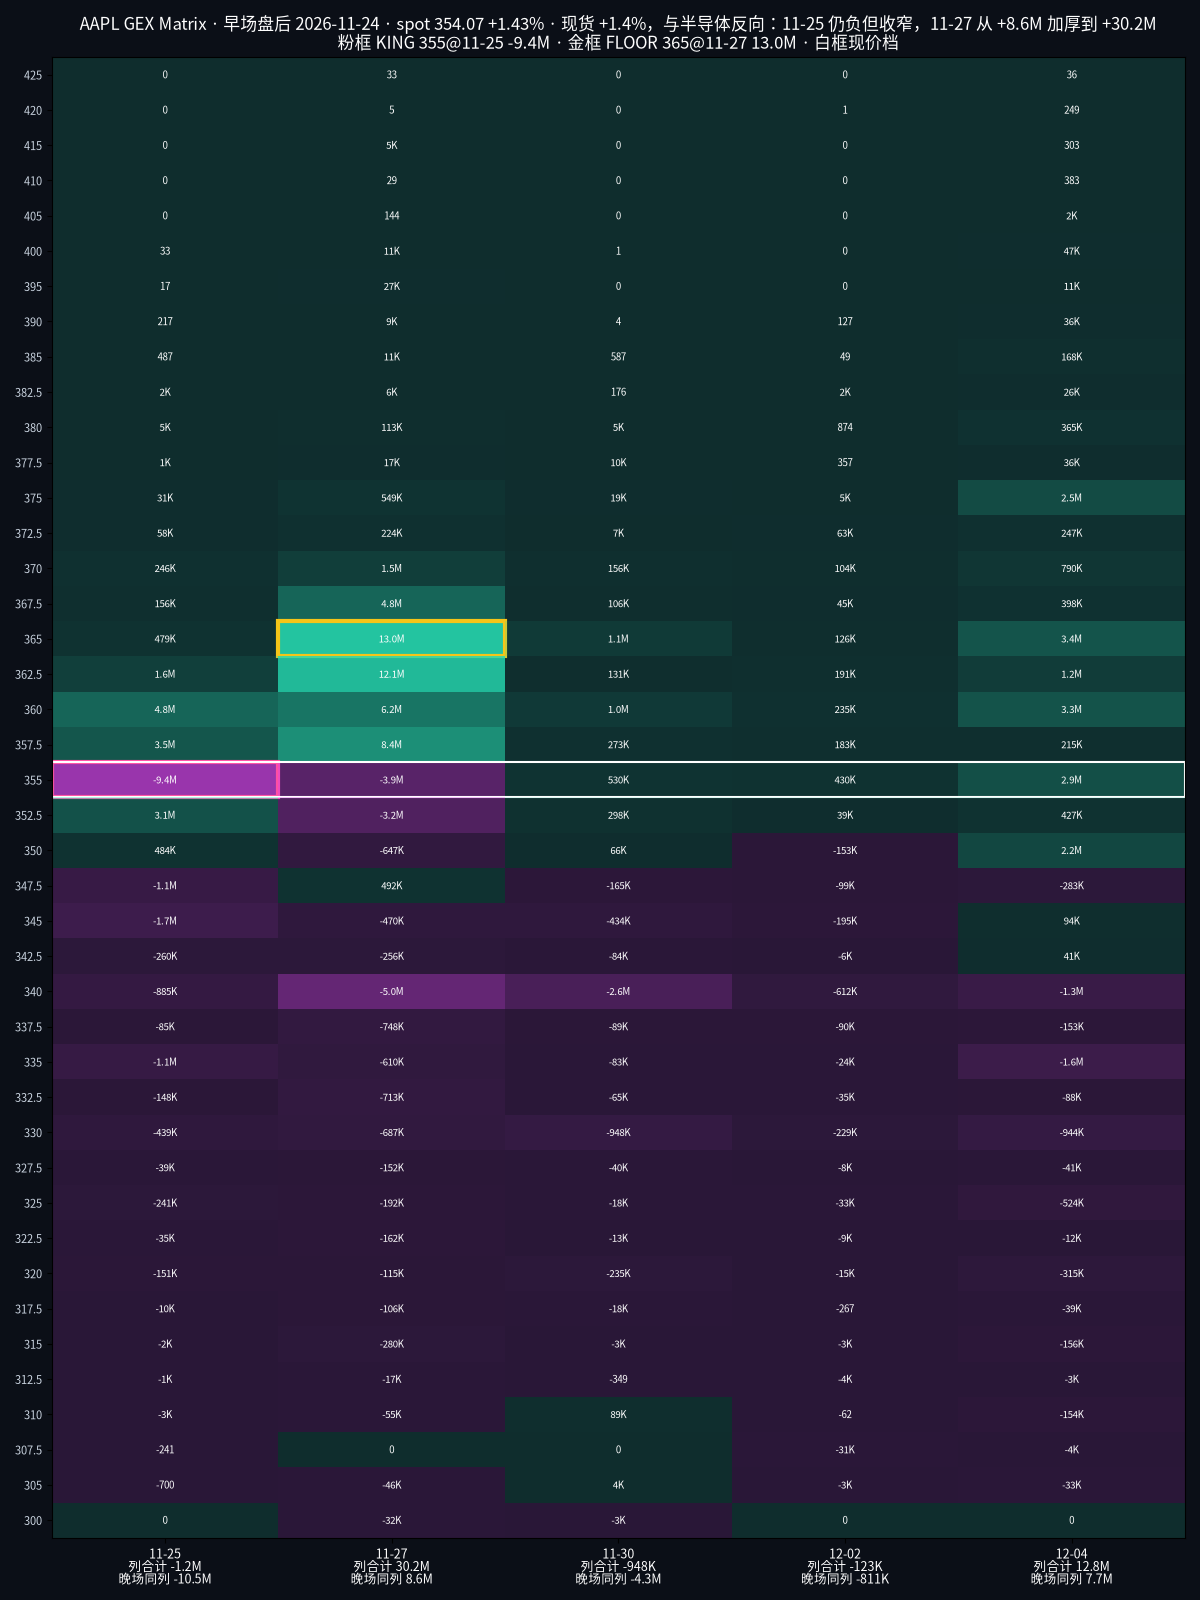 AAPL GEX Matrix · 早场盘后 2026-11-24 · spot 354.07 +1.43% · 现货 +1.4%，与半导体反向：11-25 仍负但收窄，11-27 从 +8.6M 加厚到 +30.2M
粉框 KING 355@11-25 -9.4M · 金框 FLOOR 365@11-27 13.0M · 白框现价档
425 0 33 0 0 36
420 0 5 0 1 249
415 0 5K 0 0 303
410 0 29 0 0 383
405 0 144 0 0 2K
400 33 11K 1 0 47K
395 17 27K 0 0 11K
390 217 9K 4 127 36K
385 487 11K 587 49 168K
382.5 2K 6K 176 2K 26K
380 5K 113K 5K 874 365K
377.5 1K 17K 10K 357 36K
375 31K 549K 19K 5K 2.5M
372.5 58K 224K 7K 63K 247K
370 246K 1.5M 156K 104K 790K
367.5 156K 4.8M 106K 45K 398K
365 479K 13.0M 1.1M 126K 3.4M
362.5 1.6M 12.1M 131K 191K 1.2M
360 4.8M 6.2M 1.0M 235K 3.3M
357.5 3.5M 8.4M 273K 183K 215K
355 -9.4M -3.9M 530K 430K 2.9M
352.5 3.1M -3.2M 298K 39K 427K
350 484K -647K 66K -153K 2.2M
347.5 -1.1M 492K -165K -99K -283K
345 -1.7M -470K -434K -195K 94K
342.5 -260K -256K -84K -6K 41K
340 -885K -5.0M -2.6M -612K -1.3M
337.5 -85K -748K -89K -90K -153K
335 -1.1M -610K -83K -24K -1.6M
332.5 -148K -713K -65K -35K -88K
330 -439K -687K -948K -229K -944K
327.5 -39K -152K -40K -8K -41K
325 -241K -192K -18K -33K -524K
322.5 -35K -162K -13K -9K -12K
320 -151K -115K -235K -15K -315K
317.5 -10K -106K -18K -267 -39K
315 -2K -280K -3K -3K -156K
312.5 -1K -17K -349 -4K -3K
310 -3K -55K 89K -62 -154K
307.5 -241 0 0 -31K -4K
305 -700 -46K 4K -3K -33K
300 0 -32K -3K 0 0
11-25 11-27 11-30 12-02 12-04
列合计 -1.2M 列合计 30.2M 列合计 -948K 列合计 -123K 列合计 12.8M
晚场同列 -10.5M 晚场同列 8.6M 晚场同列 -4.3M 晚场同列 -811K 晚场同列 7.7M